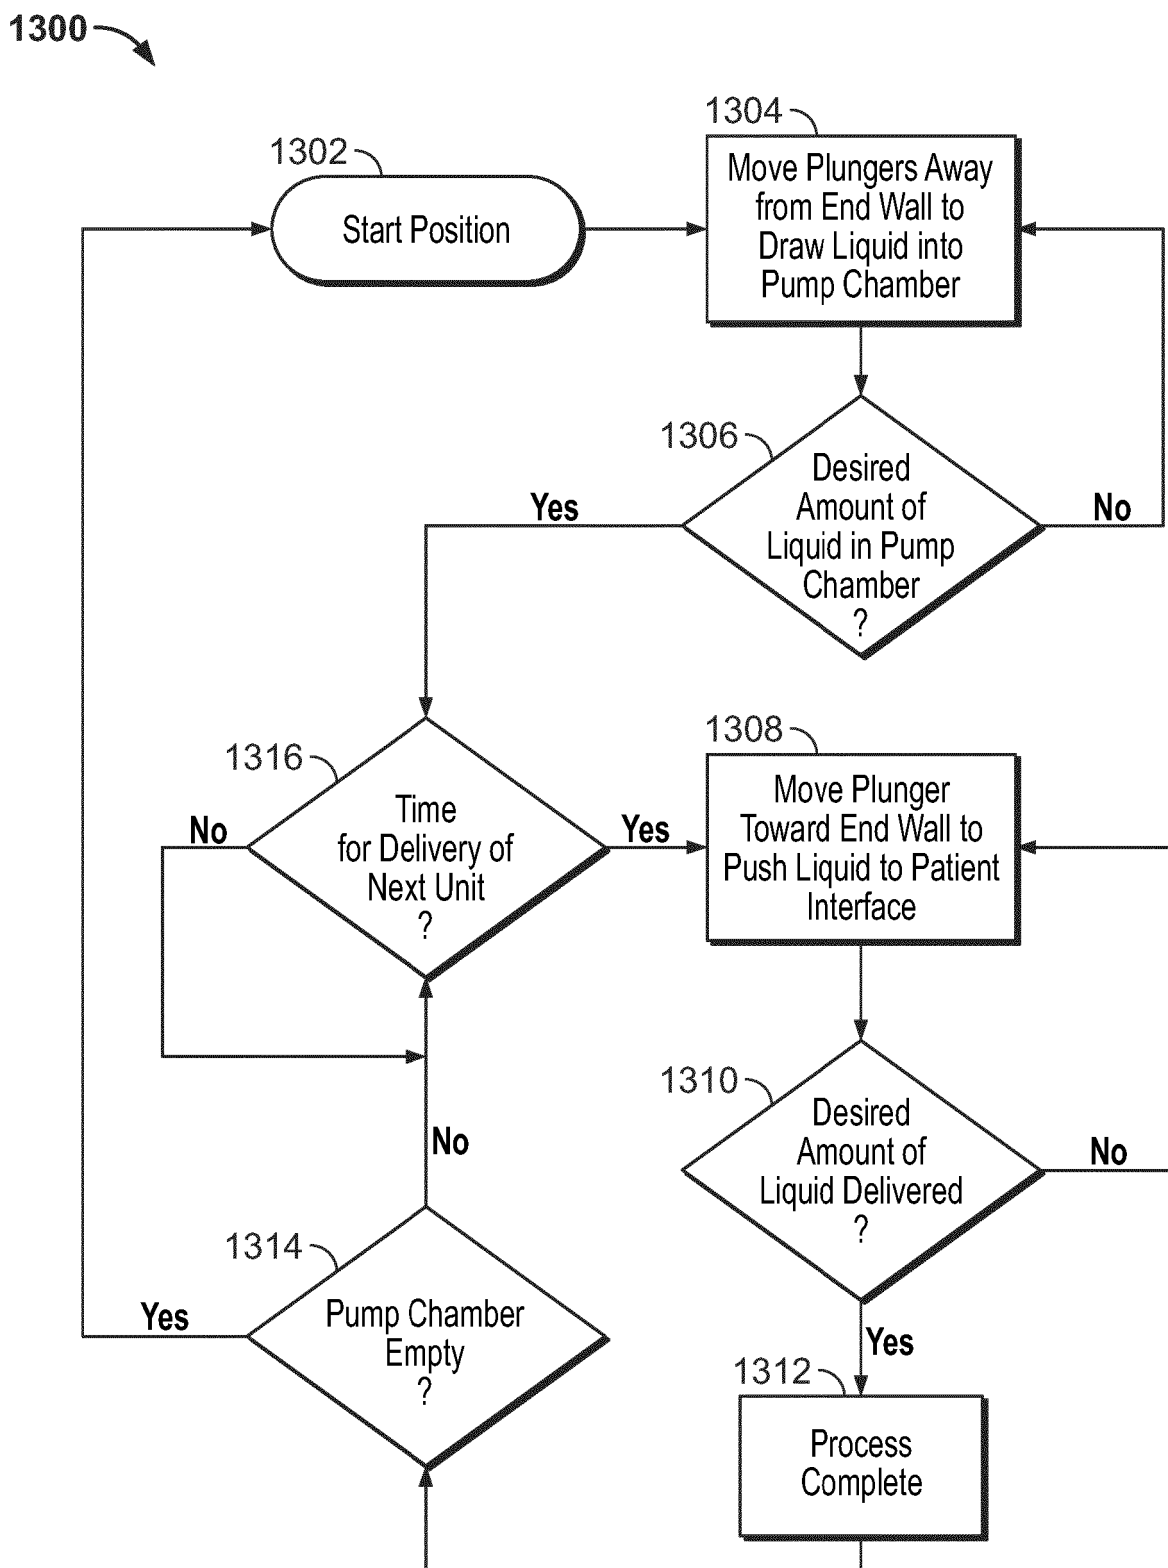 1300
1302
Start Position
1304
Move Plungers Away
from End Wall to
Draw Liquid into
Pump Chamber
1306
Desired
Amount of
Liquid in Pump
Chamber
?
Yes
No
1316
Time
for Delivery of
Next Unit
?
No
Yes
1308
Move Plunger
Toward End Wall to
Push Liquid to Patient
Interface
1310
Desired
Amount of
Liquid Delivered
?
No
Yes
1314
Pump Chamber
Empty
?
No
Yes
1312
Process
Complete